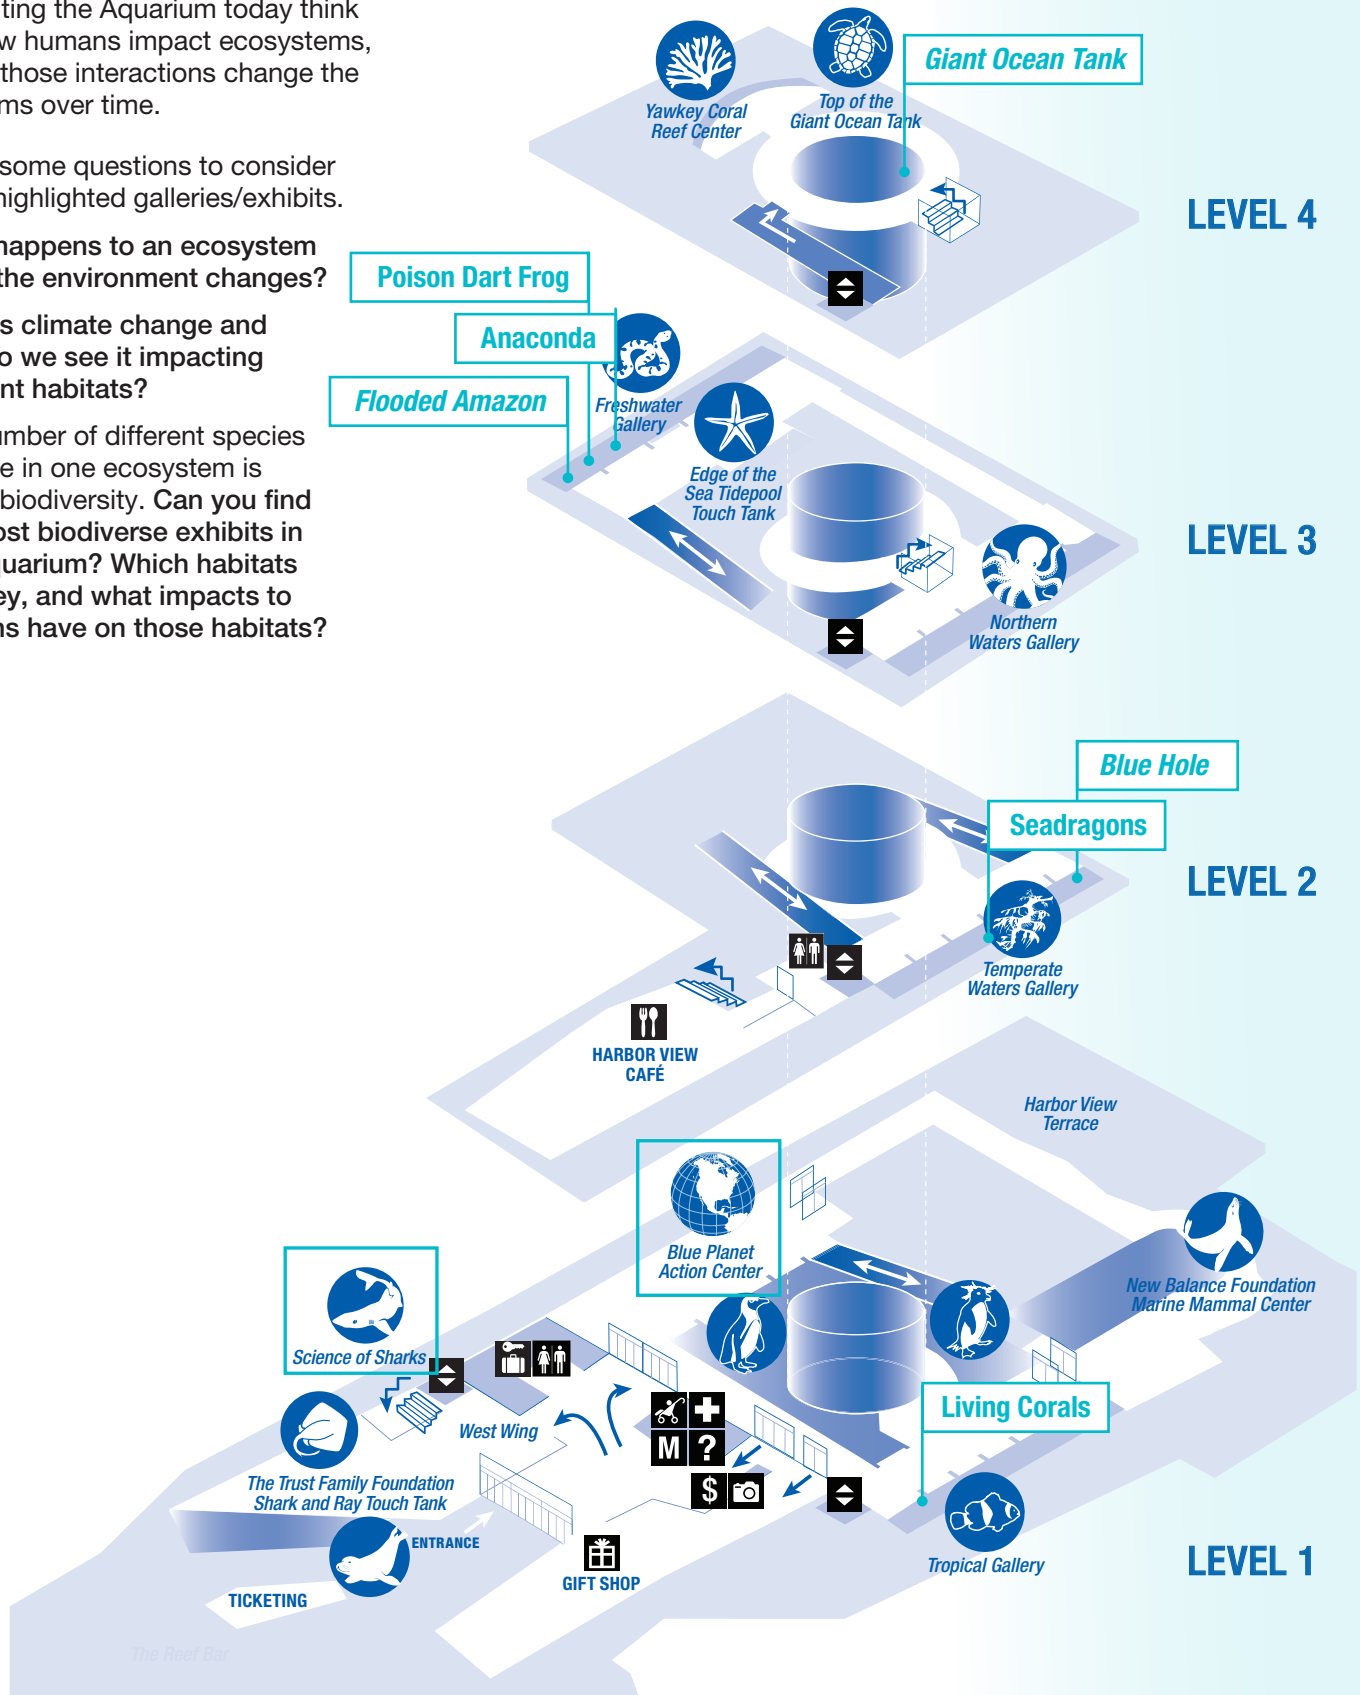 ting the Aquarium today think
w humans impact ecosystems,
those interactions change the
ms over time.
some questions to consider
highlighted galleries/exhibits.
happens to an ecosystem
the environment changes?
s climate change and
o we see it impacting
nt habitats?
umber of different species
e in one ecosystem is
biodiversity. Can you find
ost biodiverse exhibits in
quarium? Which habitats
ey, and what impacts to
ns have on those habitats?
Yawkey Coral
Reef Center
Top of the
Giant Ocean Tank
Giant Ocean Tank
LEVEL 4
Poison Dart Frog
Anaconda
Flooded Amazon
Freshwater
Gallery
Edge of the
Sea Tidepool
Touch Tank
Northern
Waters Gallery
LEVEL 3
Blue Hole
Seadragons
Temperate
Waters Gallery
LEVEL 2
HARBOR VIEW
CAFÉ
Harbor View
Terrace
Blue Planet
Action Center
New Balance Foundation
Marine Mammal Center
Science of Sharks
West Wing
M ?
$
Living Corals
The Trust Family Foundation
Shark and Ray Touch Tank
ENTRANCE
GIFT SHOP
TICKETING
Tropical Gallery
LEVEL 1
The Reef Bar